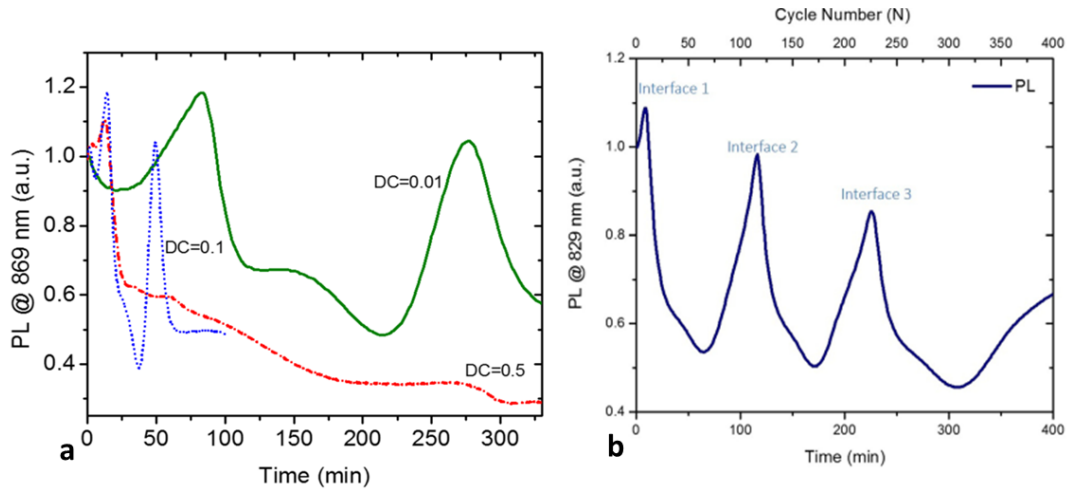 PL @ 869 nm (a.u.)
1.2
1.0
0.8
0.6
0.4
DC=0.01
DC=0.1
DC=0.5
0 50 100 150 200 250 300
Time (min)
a
Cycle Number (N)
0 50 100 150 200 250 300 350 400
PL @ 829 nm (a.u.)
1.2
1.0
0.8
0.6
0.4
PL
Interface 1
Interface 2
Interface 3
0 100 200 300 400
Time (min)
b